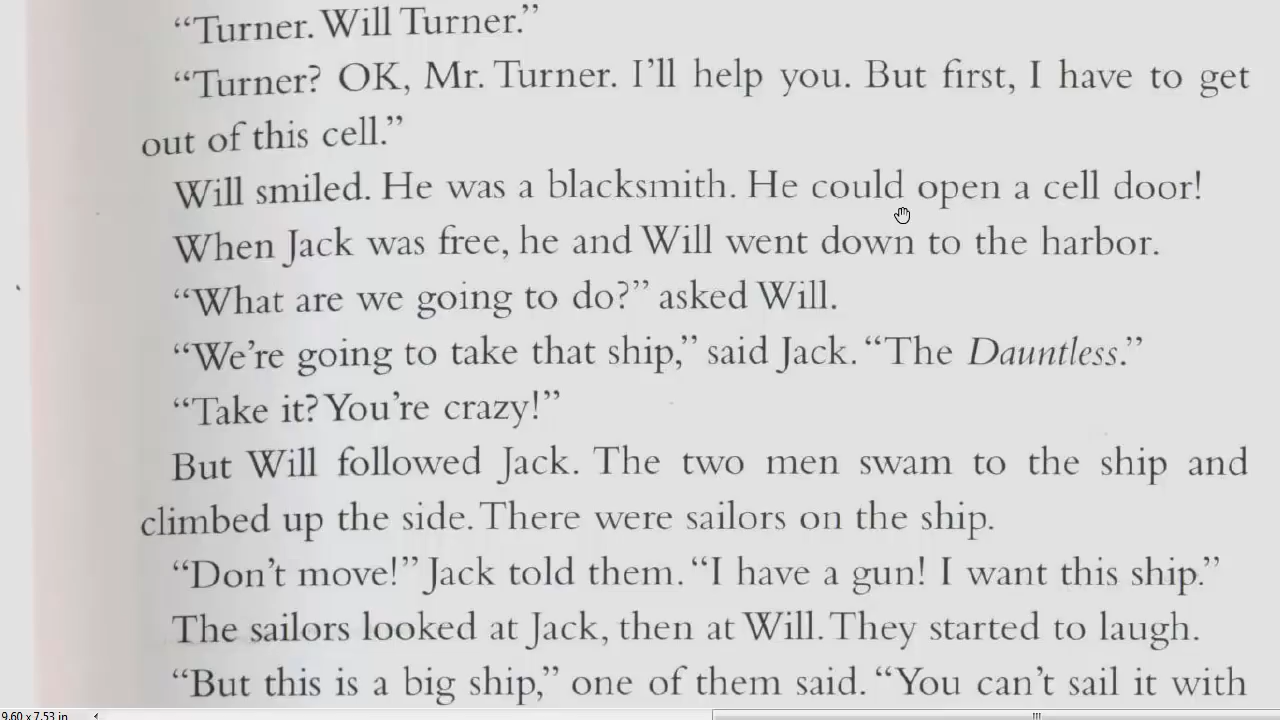 “Turner. Will Turner.”
“Turner? OK, Mr. Turner. I’ll help you. But first, I have to get
out of this cell.”
Will smiled. He was a blacksmith. He could open a cell door!
When Jack was free, he and Will went down to the harbor.
“What are we going to do?” asked Will.
“We’re going to take that ship,” said Jack. “The Dauntless.”
“Take it? You’re crazy!”
But Will followed Jack. The two men swam to the ship and
climbed up the side. There were sailors on the ship.
“Don’t move!” Jack told them. “I have a gun! I want this ship.”
The sailors looked at Jack, then at Will. They started to laugh.
“But this is a big ship,” one of them said. “You can’t sail it with
9.60 x 7.53 in